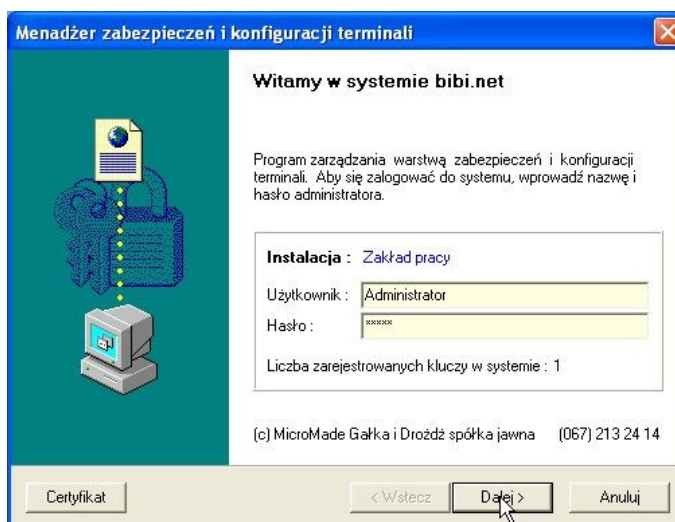 Menadżer zabezpieczeń i konfiguracji terminali
Witamy w systemie bibi.net
Program zarządzania warstwą zabezpieczeń i konfiguracji
terminali. Aby się zalogować do systemu, wprowadź nazwę i
hasło administratora.
Instalacja : Zakład pracy
Użytkownik : Administrator
Hasło : xxxxx
Liczba zarejestrowanych kluczy w systemie : 1
(c) MicroMade Gałka i Drożdż spółka jawna (067) 213 24 14
Certyfikat < Wstecz Dalej > Anuluj